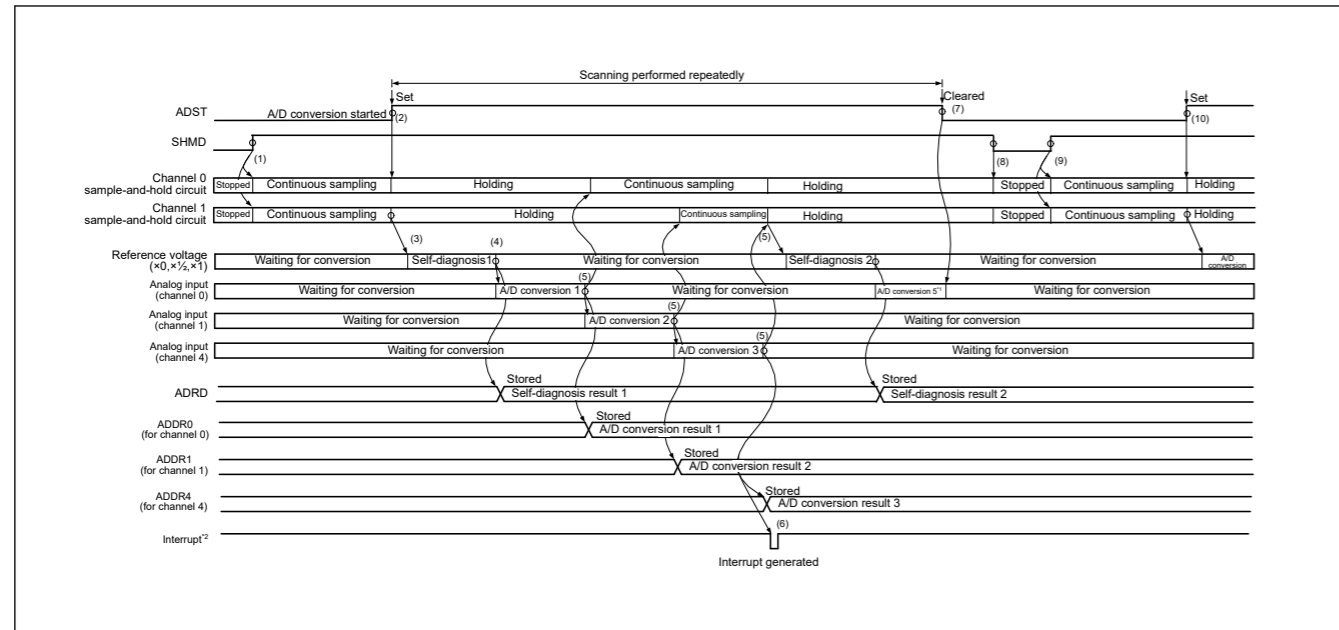 Scanning performed repeatedly
Set
Cleared
Set
ADST
A/D conversion started
(2)
(7)
(10)
SHMD
(1)
(8)
(9)
Channel 0
sample-and-hold circuit
Stopped
Continuous sampling
Holding
Continuous sampling
Holding
Stopped
Continuous sampling
Holding
Channel 1
sample-and-hold circuit
Stopped
Continuous sampling
Holding
Continuous sampling
Holding
Stopped
Continuous sampling
Holding
(3)
(4)
(5)
Reference voltage
(×0,×½,×1)
Waiting for conversion
Self-diagnosis1
Waiting for conversion
Self-diagnosis 2
Waiting for conversion
A/D
conversion
Analog input
(channel 0)
Waiting for conversion
A/D conversion 1
(5)
Waiting for conversion
A/D conversion 5*1
Waiting for conversion
Analog input
(channel 1)
Waiting for conversion
A/D conversion 2
(5)
Waiting for conversion
Analog input
(channel 4)
Waiting for conversion
A/D conversion 3
(5)
Waiting for conversion
ADRD
Stored
Self-diagnosis result 1
Stored
Self-diagnosis result 2
ADDR0
(for channel 0)
Stored
A/D conversion result 1
ADDR1
(for channel 1)
Stored
A/D conversion result 2
ADDR4
(for channel 4)
Stored
A/D conversion result 3
Interrupt*2
(6)
Interrupt generated